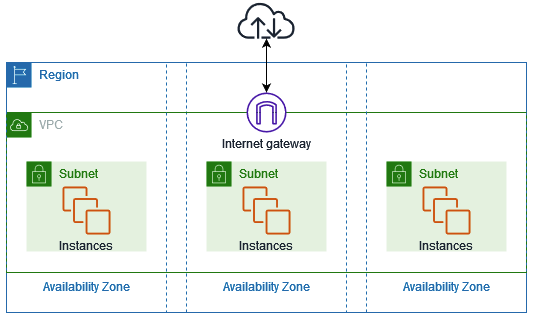 Region
VPC
Internet gateway
Subnet
Subnet
Subnet
Instances
Instances
Instances
Availability Zone
Availability Zone
Availability Zone